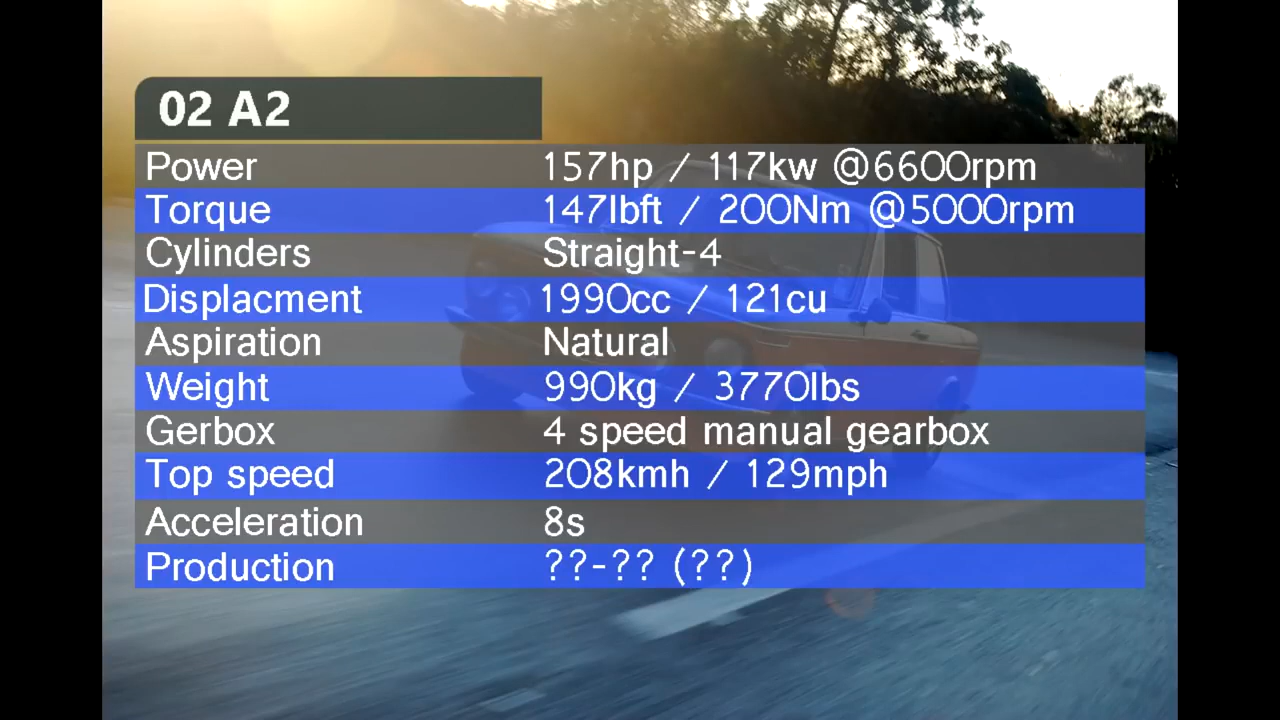 02 A2
Power 157hp / 117kw @6600rpm
Torque 147lbft / 200Nm @5000rpm
Cylinders Straight-4
Displacment 1990cc / 121cu
Aspiration Natural
Weight 990kg / 3770lbs
Gerbox 4 speed manual gearbox
Top speed 208kmh / 129mph
Acceleration 8s
Production ??-?? (??)